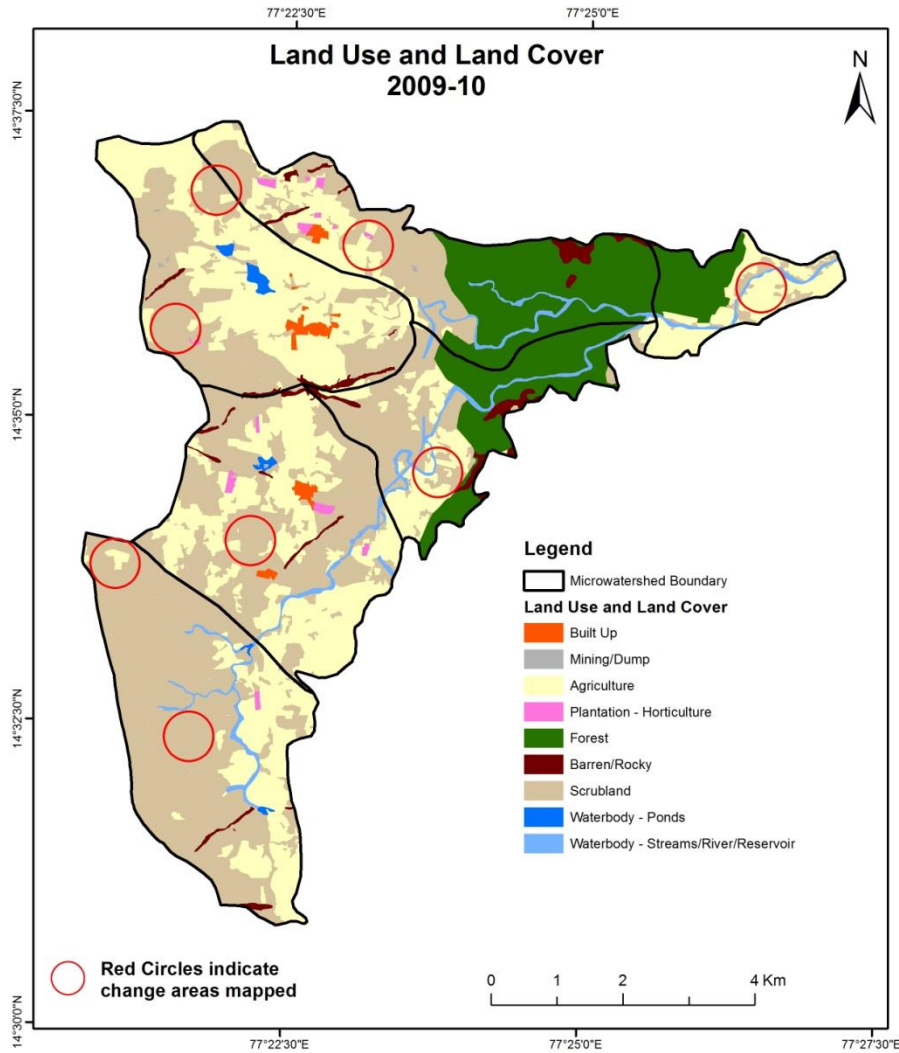 77°22'30"E
77°25'0"E
Land Use and Land Cover
2009-10
N
14°37'30"N
14°35'0"N
14°32'30"N
14°30'0"N
Legend
Microwatershed Boundary
Land Use and Land Cover
Built Up
Mining/Dump
Agriculture
Plantation - Horticulture
Forest
Barren/Rocky
Scrubland
Waterbody - Ponds
Waterbody - Streams/River/Reservoir
Red Circles indicate
change areas mapped
0 1 2 4 Km
77°22'30"E
77°25'0"E
77°27'30"E